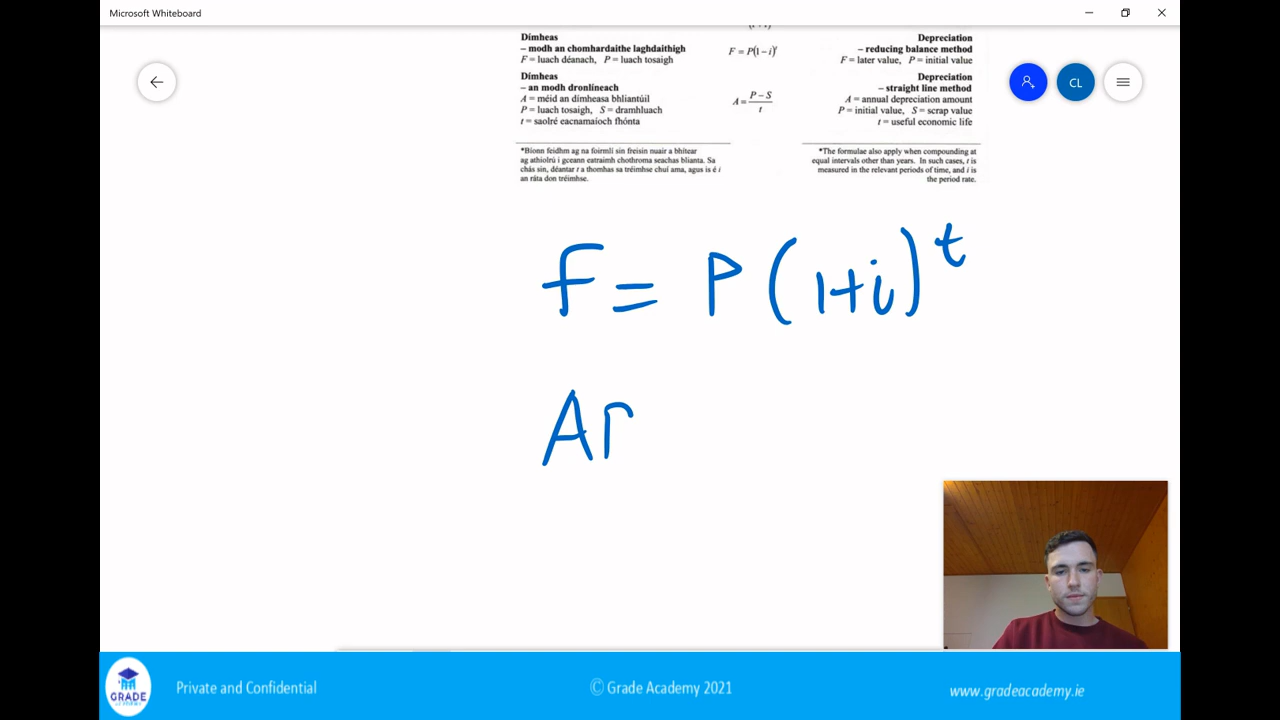 Microsoft Whiteboard
Dímheas
– modh an chomhardaithe laghdaithigh
F = luach déanach, P = luach tosaigh
F = P(1 – i)^t
Depreciation
– reducing balance method
F = later value, P = initial value
Dímheas
– an modh dronlíneach
A = méid an dímheasa bhliantúil
P = luach tosaigh, S = dramhluach
t = saolré eacnamaíoch fhónta
A = P – S
t
Depreciation
– straight line method
A = annual depreciation amount
P = initial value, S = scrap value
t = useful economic life
*Bíonn feidhm ag na foirmlí sin freisin nuair a bhítear
ag athiolrú i gceann eatraimh chothroma seachas blianta. Sa
chás sin, déantar t a thomhas sa tréimhse chuí ama, agus is é i
an ráta don tréimhse.
*The formulae also apply when compounding at
equal intervals other than years. In such cases, t is
measured in the relevant periods of time, and i is
the period rate.
CL
F = P (1+i)^t
Ar
GRADE
Private and Confidential
© Grade Academy 2021
www.gradeacademy.ie